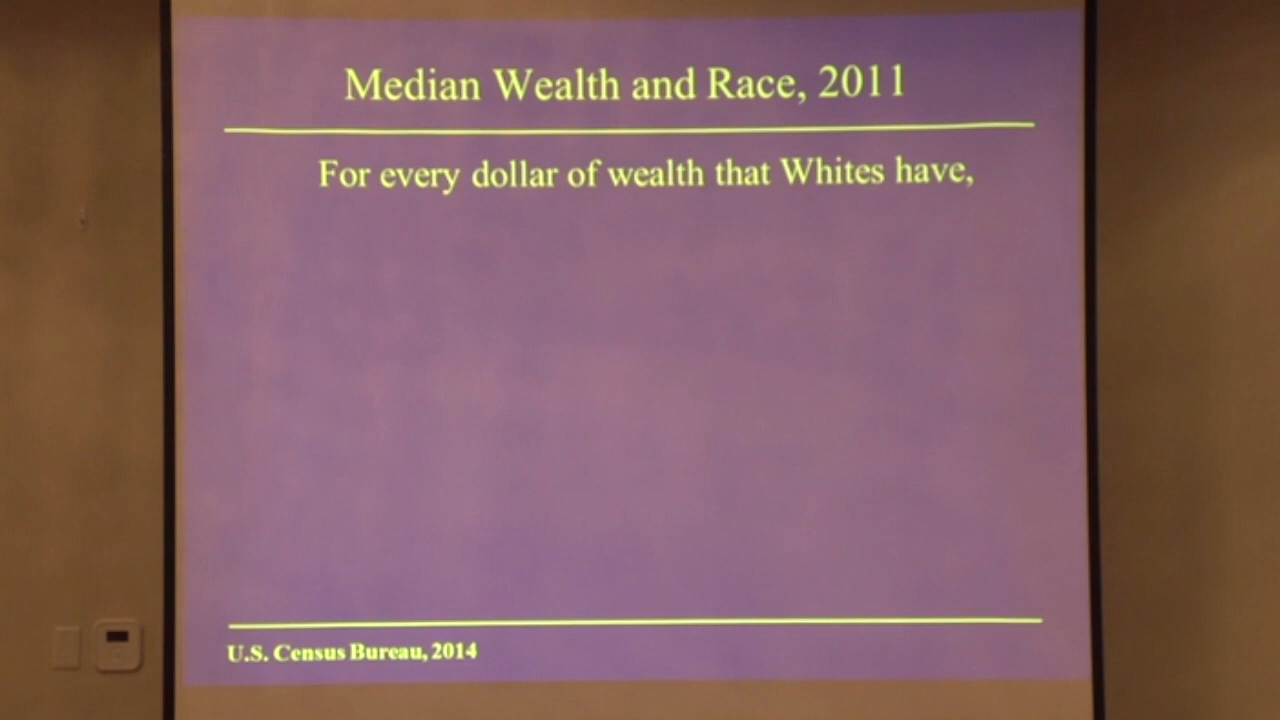 Median Wealth and Race, 2011
For every dollar of wealth that Whites have,
U.S. Census Bureau, 2014